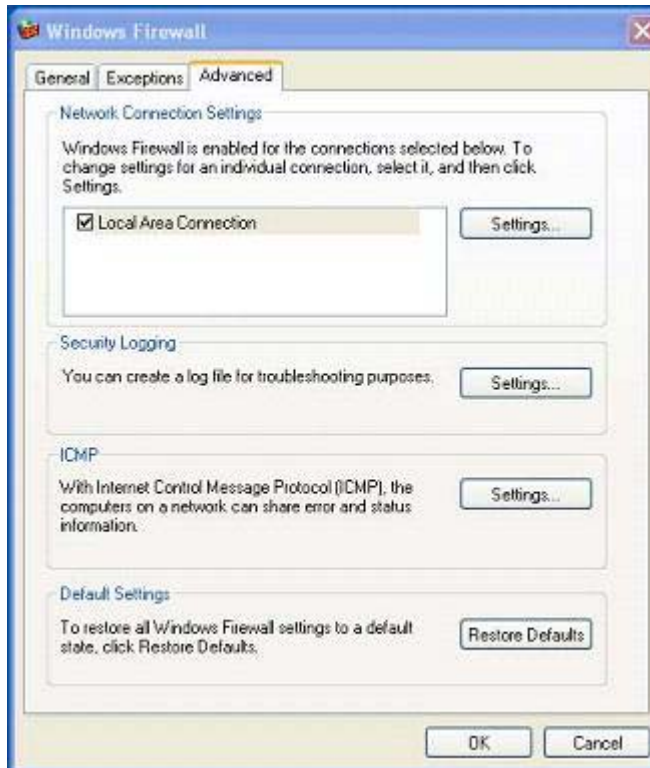 Windows Firewall
General Exceptions Advanced
Network Connection Settings
Windows Firewall is enabled for the connections selected below. To
change settings for an individual connection, select it, and then click
Settings.
Local Area Connection
Settings...
Security Logging
You can create a log file for troubleshooting purposes.
Settings...
ICMP
With Internet Control Message Protocol (ICMP), the
computers on a network can share error and status
information.
Settings...
Default Settings
To restore all Windows Firewall settings to a default
state, click Restore Defaults.
Restore Defaults
OK Cancel